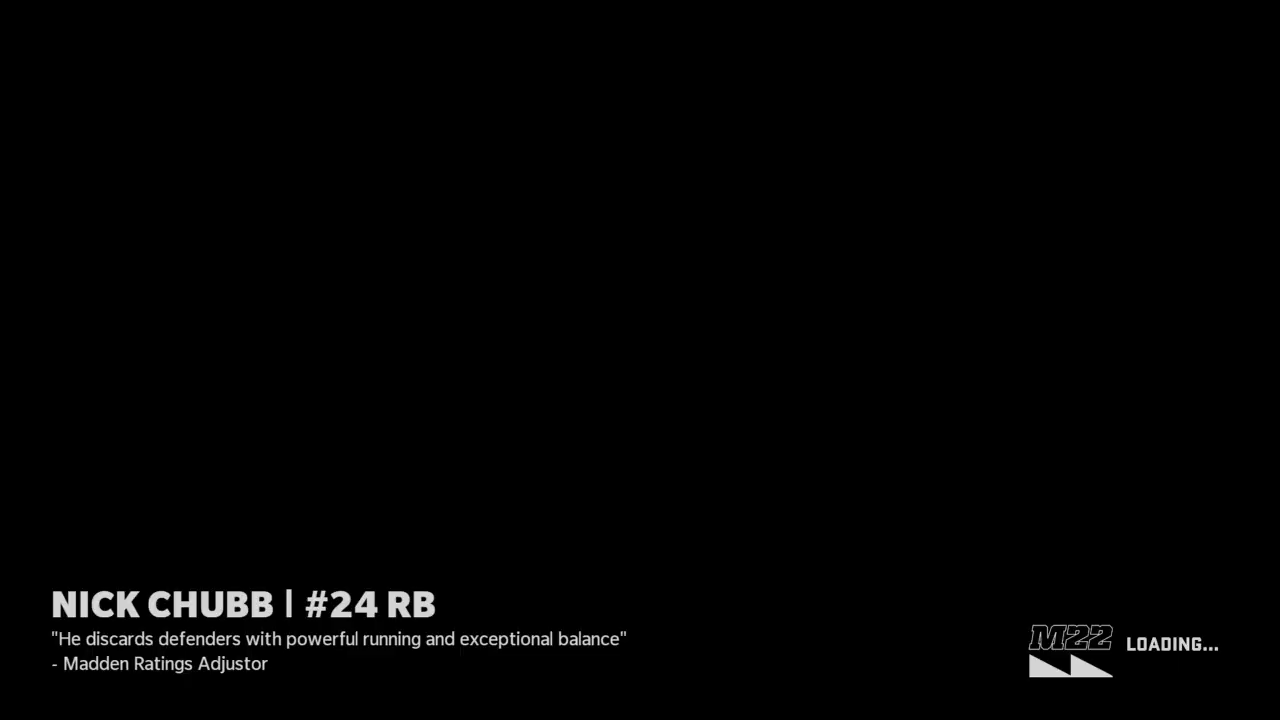 NICK CHUBB | #24 RB
"He discards defenders with powerful running and exceptional balance"
- Madden Ratings Adjustor
M22
LOADING...